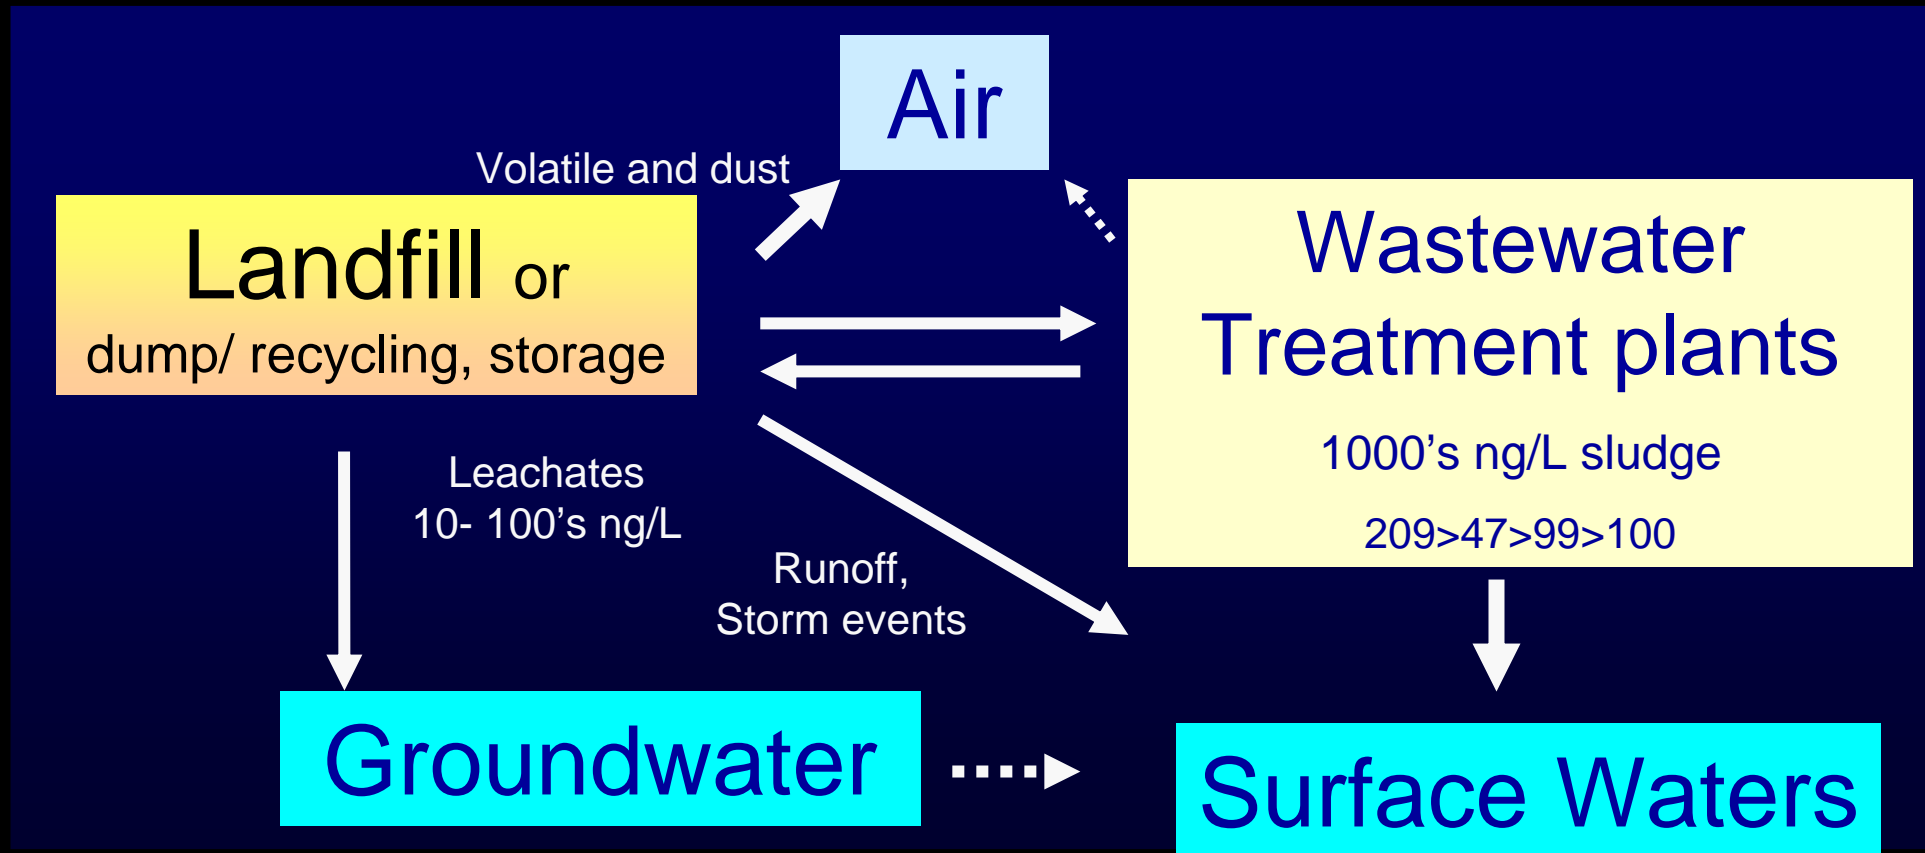 Air
Volatile and dust
Landfill or
dump/ recycling, storage
Wastewater
Treatment plants
1000’s ng/L sludge
209>47>99>100
Leachates
10- 100’s ng/L
Runoff,
Storm events
Groundwater
Surface Waters